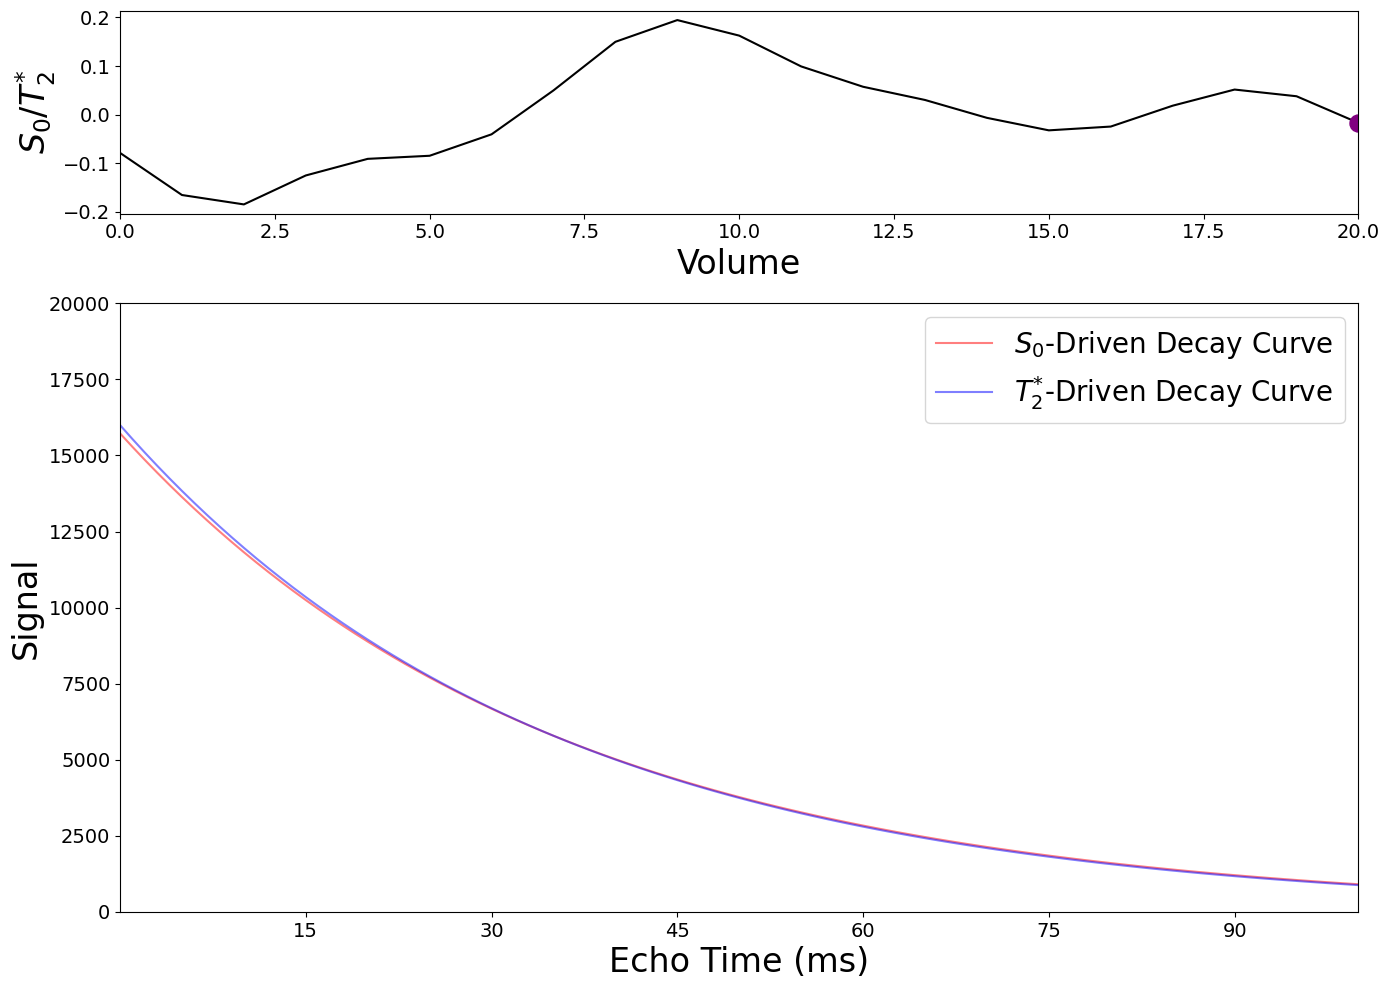 0.2
0.1
0.0
−0.1
−0.2
S₀/T₂*
0.0 2.5 5.0 7.5 10.0 12.5 15.0 17.5 20.0
Volume
20000
17500
15000
12500
10000
7500
5000
2500
0
Signal
S₀-Driven Decay Curve
T₂*-Driven Decay Curve
15 30 45 60 75 90
Echo Time (ms)